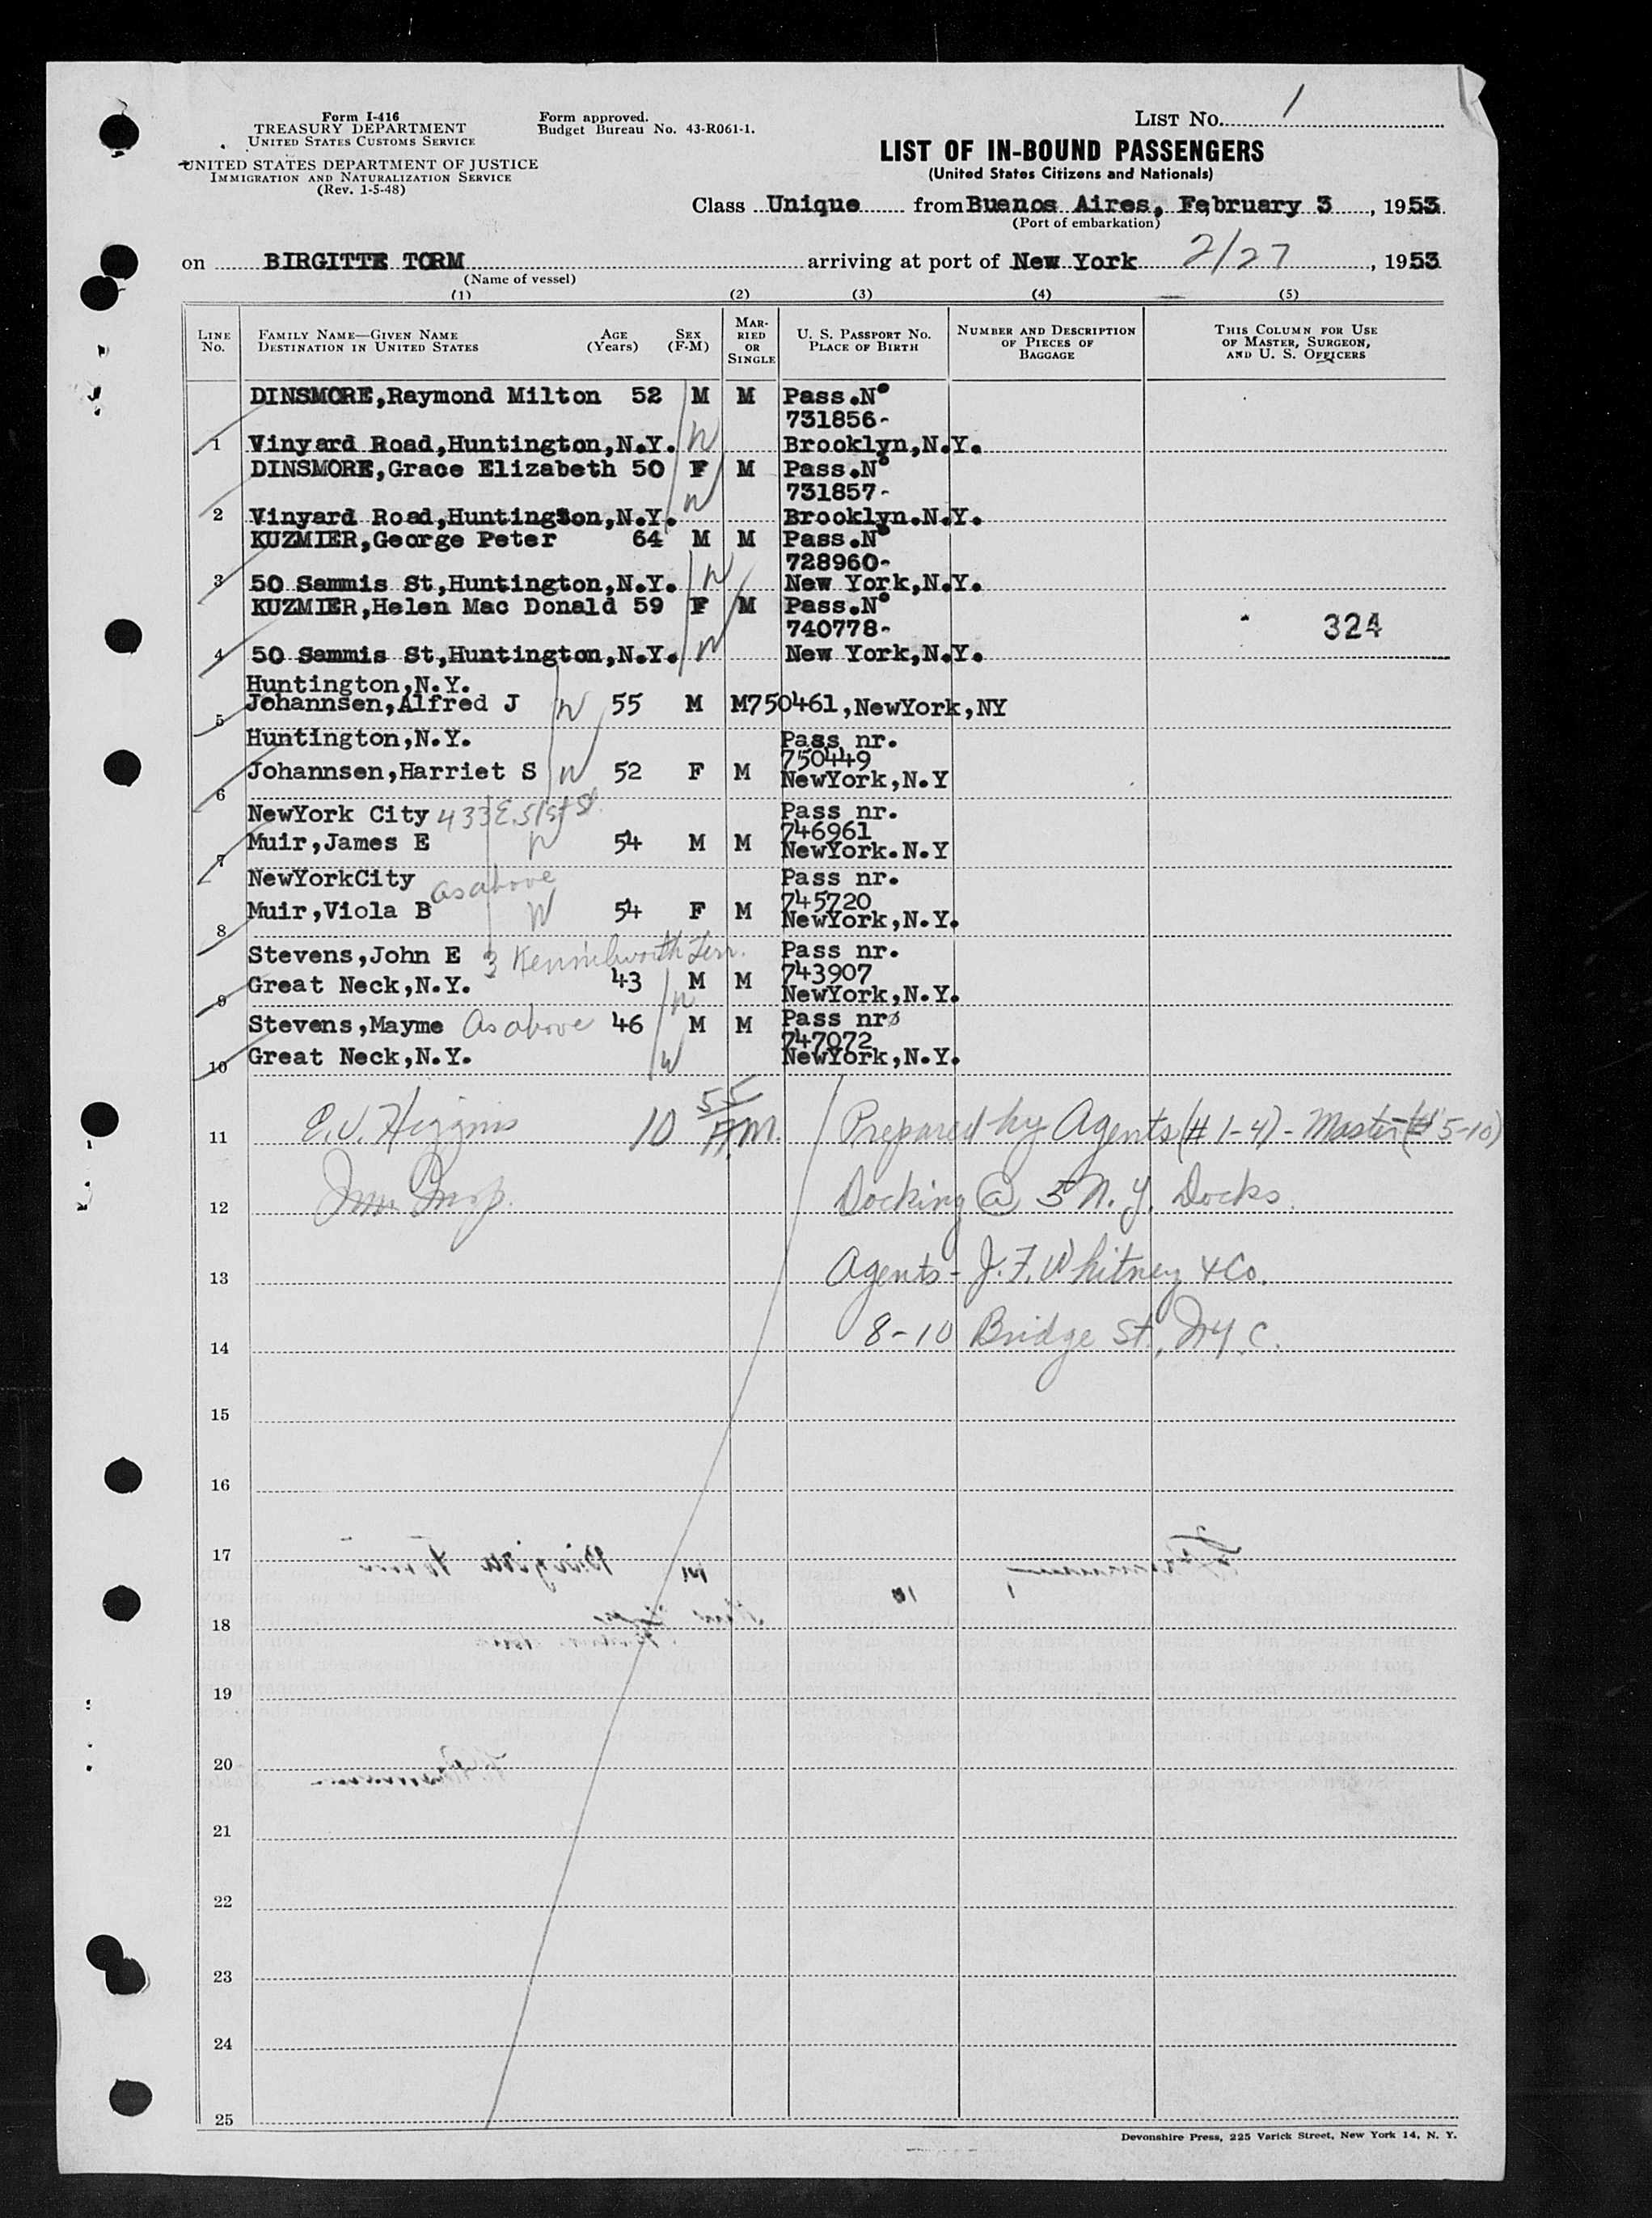 Form I-416
TREASURY DEPARTMENT
UNITED STATES CUSTOMS SERVICE
UNITED STATES DEPARTMENT OF JUSTICE
IMMIGRATION AND NATURALIZATION SERVICE
(Rev. 1-5-48)
Form approved.
Budget Bureau No. 43-R061-1.
LIST NO. 1
LIST OF IN-BOUND PASSENGERS
(United States Citizens and Nationals)
Class Unique from Buenos Aires, February 3, 1953
(Port of embarkation)
on BIRGITTE TORM arriving at port of New York 2/27, 1953
(Name of vessel)
(1) (2) (3) (4) (5)
LINE NO. FAMILY NAME—GIVEN NAME DESTINATION IN UNITED STATES AGE (Years) SEX (F-M) MARRIED OR SINGLE U. S. PASSPORT NO. PLACE OF BIRTH NUMBER AND DESCRIPTION OF PIECES OF BAGGAGE THIS COLUMN FOR USE OF MASTER, SURGEON, AND U. S. OFFICERS
DINSMORE,Raymond Milton 52 M M Pass.Nº
731856-
1 Vinyard Road,Huntington,N.Y. W Brooklyn,N.Y.
DINSMORE,Grace Elizabeth 50 F M Pass.Nº
731857-
2 Vinyard Road,Huntington,N.Y. W Brooklyn.N.Y.
KUZMIER,George Peter 64 M M Pass.Nº
728960-
3 50 Sammis St,Huntington,N.Y. W New York,N.Y.
KUZMIER,Helen Mac Donald 59 F M Pass.Nº
740778- 324
4 50 Sammis St,Huntington,N.Y. W New York,N.Y.
Huntington,N.Y.
5 Johannsen,Alfred J W 55 M M750461,NewYork,NY
Huntington,N.Y. Pass nr.
750449
6 Johannsen,Harriet S W 52 F M NewYork,N.Y
NewYork City 433 E. 51st St. Pass nr.
746961
7 Muir,James E W 54 M M NewYork.N.Y
NewYorkCity as above Pass nr.
745720
8 Muir,Viola B W 54 F M NewYork,N.Y.
Stevens,John E 3 Kennilworth Terr. Pass nr.
743907
9 Great Neck,N.Y. 43 M M W NewYork,N.Y.
Stevens,Mayme As above 46 M M Pass nr
747072
10 Great Neck,N.Y. W NewYork,N.Y.
11 E.J. Higgins 10 55 AM. Prepared by Agents (# 1-4) - Master (# 5-10)
12 Imm Insp. Docking @ 5 N.Y. Docks.
13 Agents - J.F. Whitney & Co.
14 8-10 Bridge St., NY.C.
15
16
17
18
19
20
21
22
23
24
25
Devonshire Press, 225 Varick Street, New York 14, N. Y.